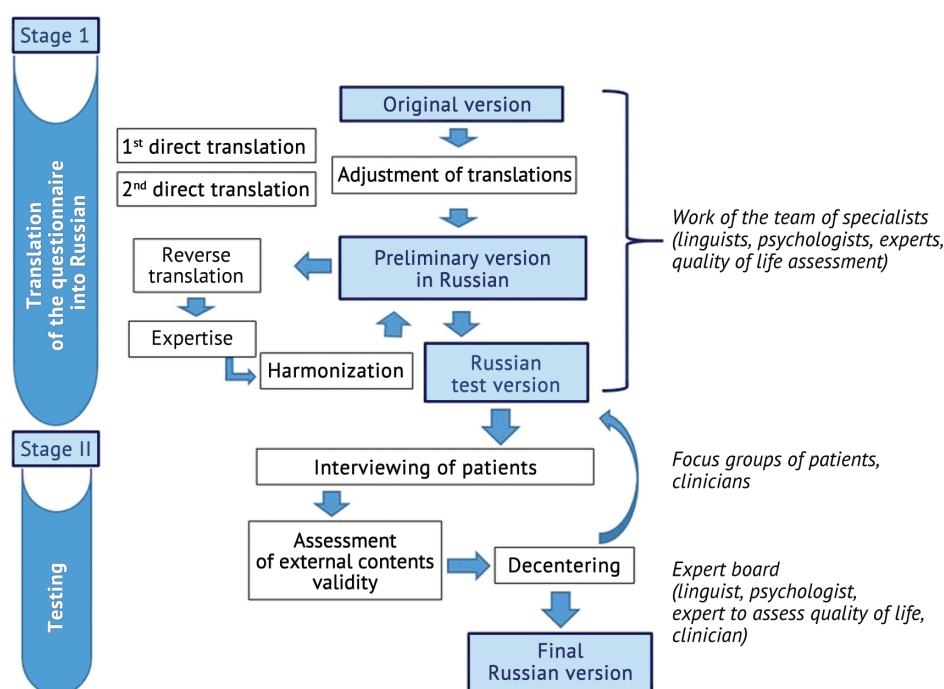 Stage 1
Translation
of the questionnaire
into Russian
Original version
1st direct translation
2nd direct translation
Adjustment of translations
Preliminary version
in Russian
Reverse
translation
Expertise
Harmonization
Russian
test version
Work of the team of specialists
(linguists, psychologists, experts,
quality of life assessment)
Stage II
Testing
Interviewing of patients
Assessment
of external contents
validity
Decentering
Final
Russian version
Focus groups of patients,
clinicians
Expert board
(linguist, psychologist,
expert to assess quality of life,
clinician)